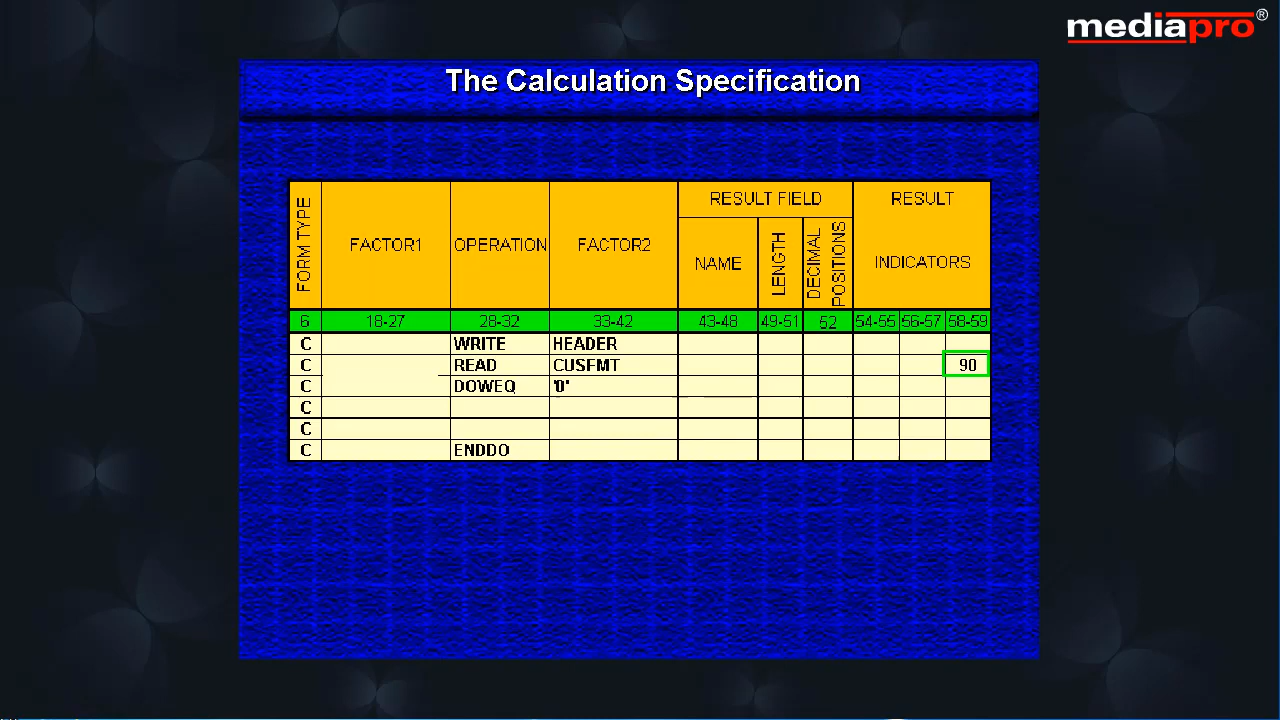 mediapro®
The Calculation Specification
FORM TYPE FACTOR1 OPERATION FACTOR2 RESULT FIELD NAME LENGTH DECIMAL POSITIONS RESULT INDICATORS
6 18-27 28-32 33-42 43-48 49-51 52 54-55 56-57 58-59
C WRITE HEADER
C READ CUSFMT 90
C DOWEQ '0'
C
C
C ENDDO